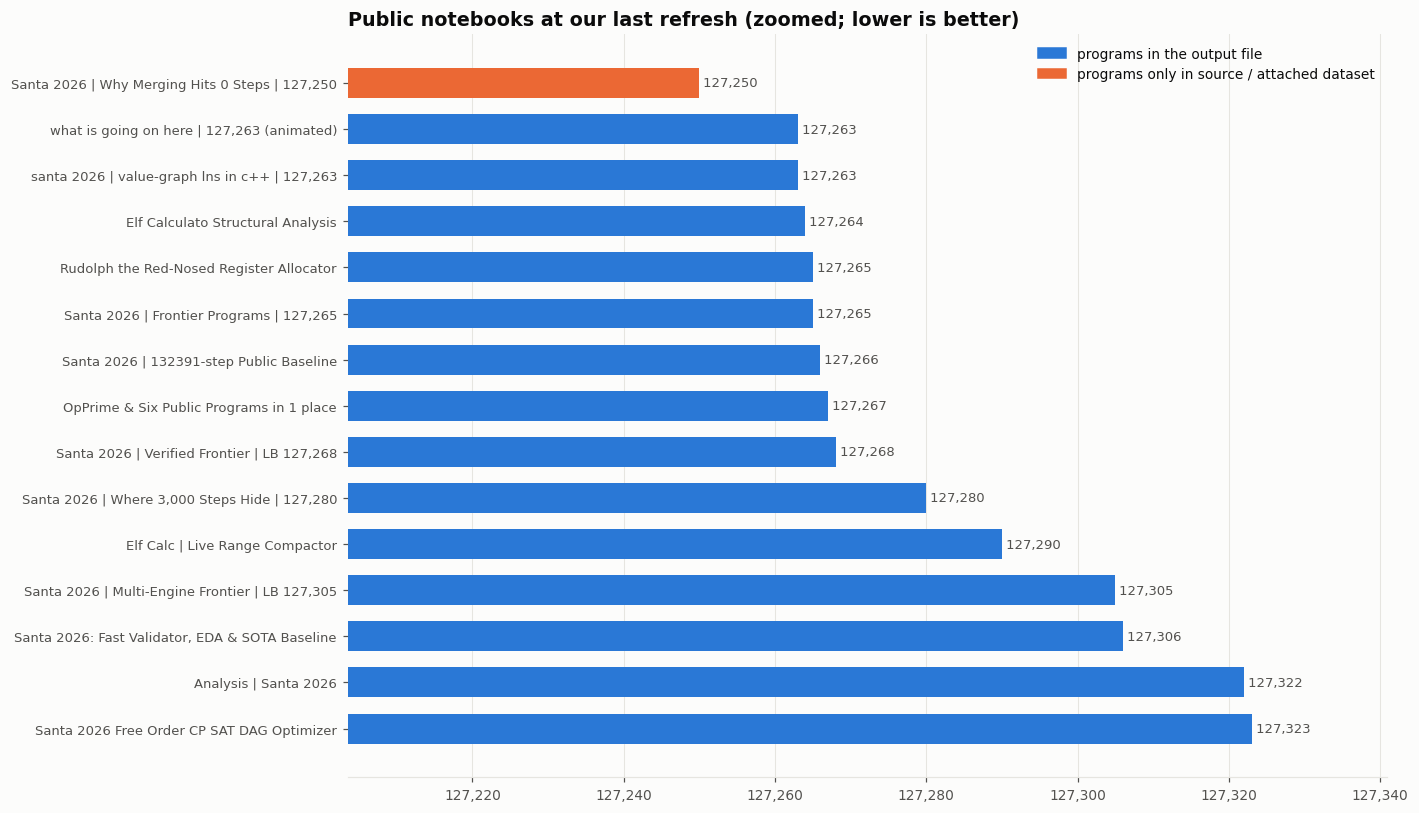 Public notebooks at our last refresh (zoomed; lower is better)
programs in the output file
programs only in source / attached dataset
Santa 2026 | Why Merging Hits 0 Steps | 127,250
127,250
what is going on here | 127,263 (animated)
127,263
santa 2026 | value-graph lns in c++ | 127,263
127,263
Elf Calculato Structural Analysis
127,264
Rudolph the Red-Nosed Register Allocator
127,265
Santa 2026 | Frontier Programs | 127,265
127,265
Santa 2026 | 132391-step Public Baseline
127,266
OpPrime & Six Public Programs in 1 place
127,267
Santa 2026 | Verified Frontier | LB 127,268
127,268
Santa 2026 | Where 3,000 Steps Hide | 127,280
127,280
Elf Calc | Live Range Compactor
127,290
Santa 2026 | Multi-Engine Frontier | LB 127,305
127,305
Santa 2026: Fast Validator, EDA & SOTA Baseline
127,306
Analysis | Santa 2026
127,322
Santa 2026 Free Order CP SAT DAG Optimizer
127,323
127,220 127,240 127,260 127,280 127,300 127,320 127,340